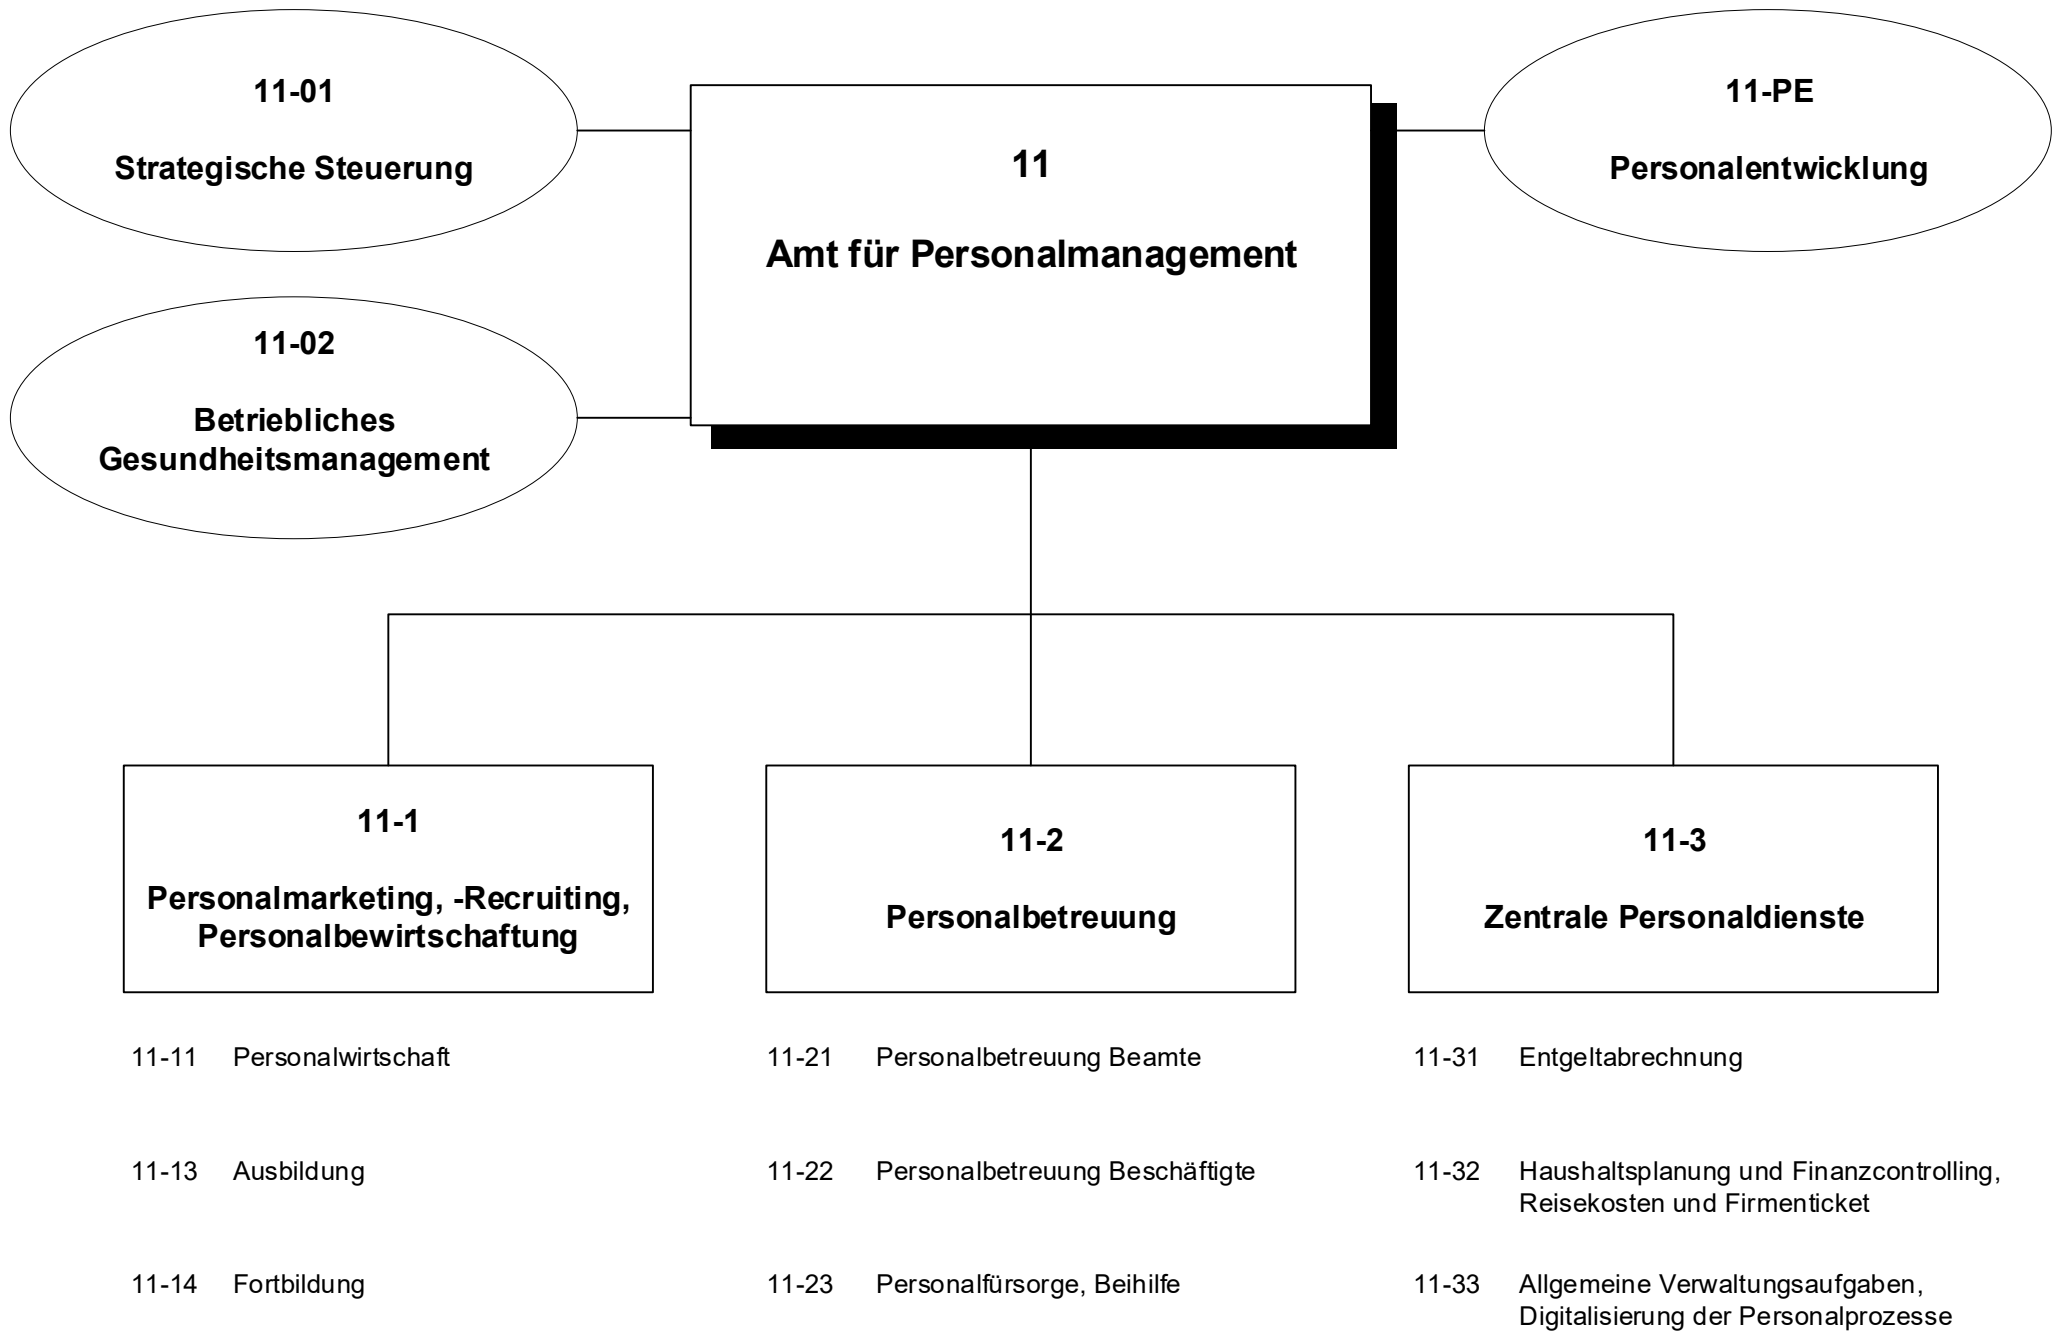 11-01
Strategische Steuerung
11
Amt für Personalmanagement
11-PE
Personalentwicklung
11-02
Betriebliches
Gesundheitsmanagement
11-1
Personalmarketing, -Recruiting,
Personalbewirtschaftung
11-2
Personalbetreuung
11-3
Zentrale Personaldienste
11-11 Personalwirtschaft
11-13 Ausbildung
11-14 Fortbildung
11-21 Personalbetreuung Beamte
11-22 Personalbetreuung Beschäftigte
11-23 Personalfürsorge, Beihilfe
11-31 Entgeltabrechnung
11-32 Haushaltsplanung und Finanzcontrolling,
Reisekosten und Firmenticket
11-33 Allgemeine Verwaltungsaufgaben,
Digitalisierung der Personalprozesse